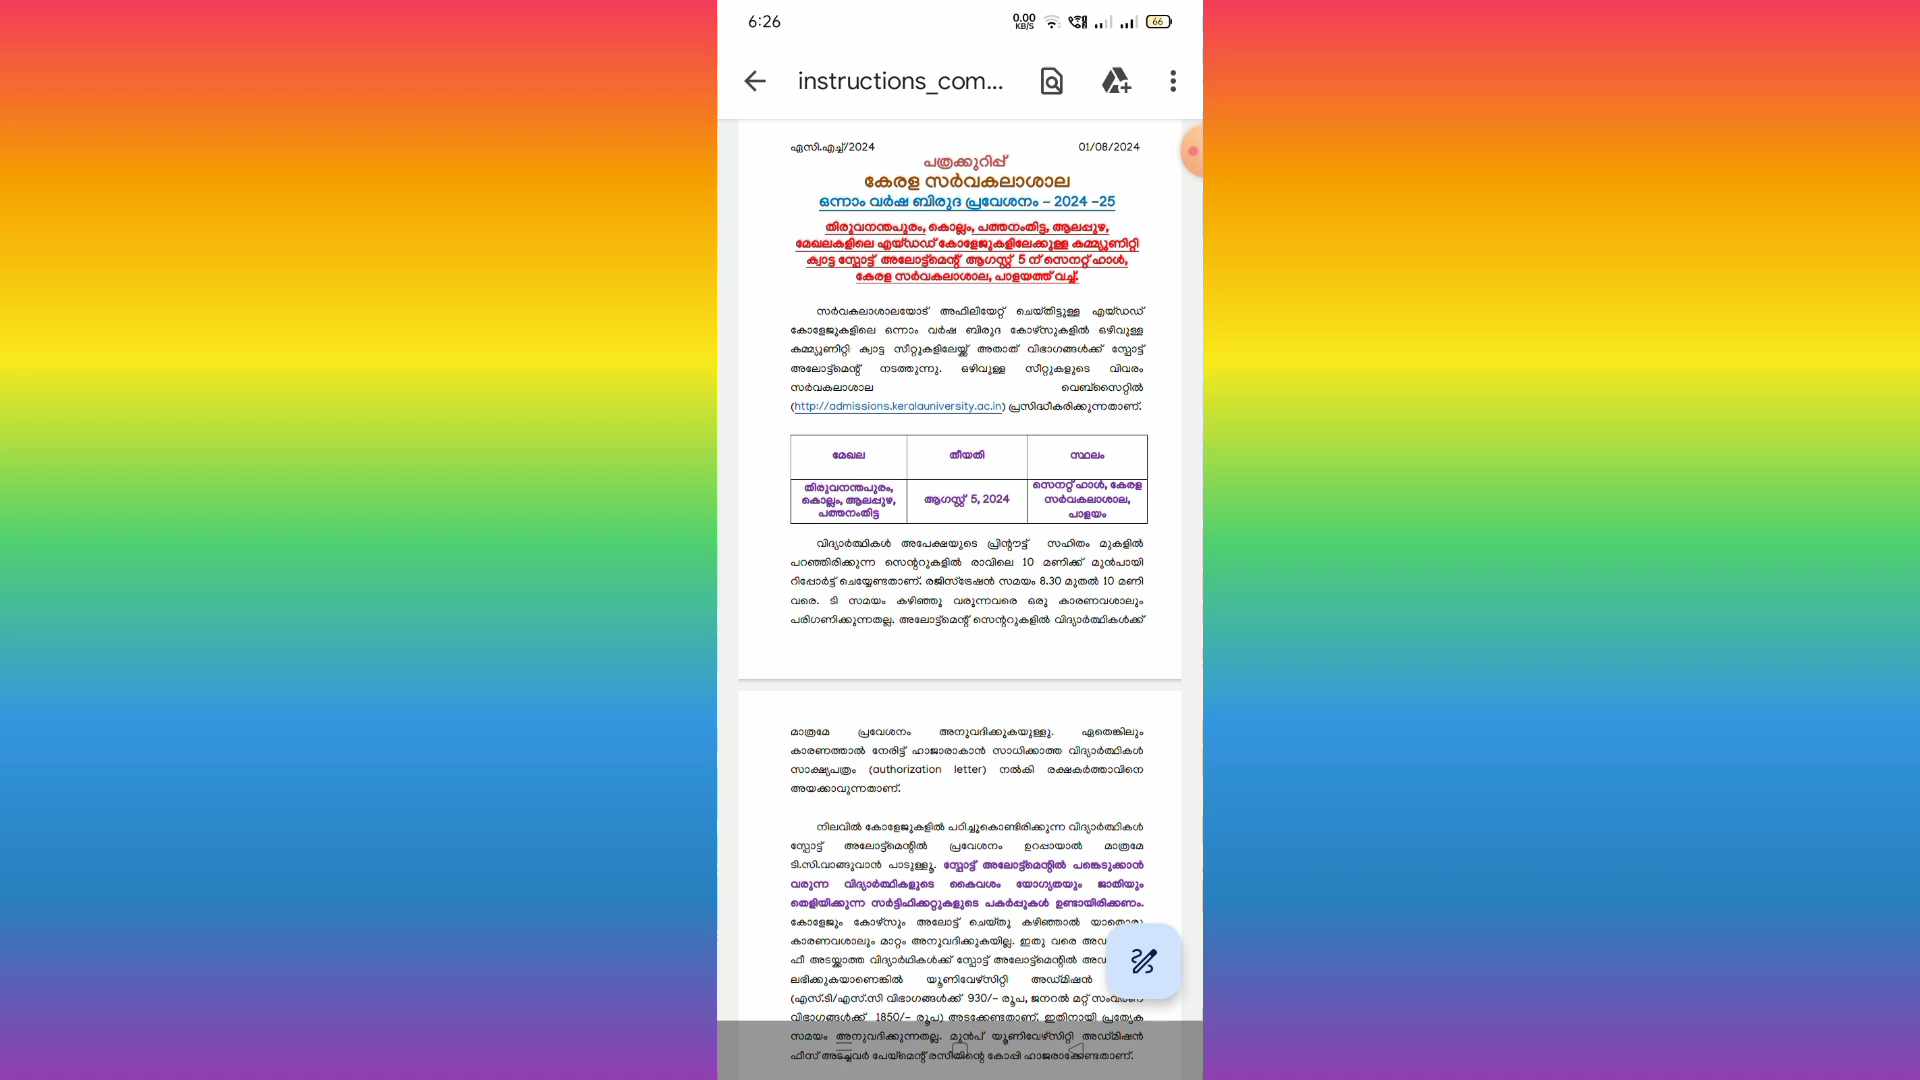 6:26
0.00
KB/S
66
instructions_com...
ഏസി.എച്ച്/2024 01/08/2024
പത്രക്കുറിപ്പ്
കേരള സർവകലാശാല
ഒന്നാം വർഷ ബിരുദ പ്രവേശനം – 2024 –25
തിരുവനന്തപുരം, കൊല്ലം, പത്തനംതിട്ട, ആലപ്പുഴ,
മേഖലകളിലെ എയ്ഡഡ് കോളേജുകളിലേക്കുള്ള കമ്മ്യുണിറ്റി
ക്വാട്ട സ്പോട്ട് അലോട്ട്മെന്റ് ആഗസ്റ്റ് 5 ന് സെനറ്റ് ഹാൾ,
കേരള സർവകലാശാല, പാളയത്ത് വച്ച്.
സർവകലാശാലയോട് അഫിലിയേറ്റ് ചെയ്തിട്ടുള്ള എയ്ഡഡ്
കോളേജുകളിലെ ഒന്നാം വർഷ ബിരുദ കോഴ്സുകളിൽ ഒഴിവുള്ള
കമ്മ്യുണിറ്റി ക്വാട്ട സീറ്റുകളിലേയ്ക്ക് അതാത് വിഭാഗങ്ങൾക്ക് സ്പോട്ട്
അലോട്ട്മെന്റ് നടത്തുന്നു. ഒഴിവുള്ള സീറ്റുകളുടെ വിവരം
സർവകലാശാല വെബ്സൈറ്റിൽ
(http://admissions.keralauniversity.ac.in) പ്രസിദ്ധീകരിക്കുന്നതാണ്.
മേഖല തീയതി സ്ഥലം
തിരുവനന്തപുരം,
കൊല്ലം, ആലപ്പുഴ,
പത്തനംതിട്ട
ആഗസ്റ്റ് 5, 2024
സെനറ്റ് ഹാൾ, കേരള
സർവകലാശാല,
പാളയം
വിദ്യാർത്ഥികൾ അപേക്ഷയുടെ പ്രിന്റൗട്ട് സഹിതം മുകളിൽ
പറഞ്ഞിരിക്കുന്ന സെന്ററുകളിൽ രാവിലെ 10 മണിക്ക് മുൻപായി
റിപ്പോർട്ട് ചെയ്യേണ്ടതാണ്. രജിസ്ട്രേഷൻ സമയം 8.30 മുതൽ 10 മണി
വരെ. ടി സമയം കഴിഞ്ഞു വരുന്നവരെ ഒരു കാരണവശാലും
പരിഗണിക്കുന്നതല്ല. അലോട്ട്മെന്റ് സെന്ററുകളിൽ വിദ്യാർത്ഥികൾക്ക്
മാത്രമേ പ്രവേശനം അനുവദിക്കുകയുള്ളൂ. ഏതെങ്കിലും
കാരണത്താൽ നേരിട്ട് ഹാജാരാകാൻ സാധിക്കാത്ത വിദ്യാർത്ഥികൾ
സാക്ഷ്യപത്രം (authorization letter) നൽകി രക്ഷകർത്താവിനെ
അയക്കാവുന്നതാണ്.
നിലവിൽ കോളേജുകളിൽ പഠിച്ചുകൊണ്ടിരിക്കുന്ന വിദ്യാർത്ഥികൾ
സ്പോട്ട് അലോട്ട്മെന്റിൽ പ്രവേശനം ഉറപ്പായാൽ മാത്രമേ
ടി.സി.വാങ്ങുവാൻ പാടുള്ളൂ. സ്പോട്ട് അലോട്ട്മെന്റിൽ പങ്കെടുക്കാൻ
വരുന്ന വിദ്യാർത്ഥികളുടെ കൈവശം യോഗ്യതയും ജാതിയും
തെളിയിക്കുന്ന സർട്ടിഫിക്കറ്റുകളുടെ പകർപ്പുകൾ ഉണ്ടായിരിക്കണം.
കോളേജും കോഴ്സും അലോട്ട് ചെയ്തു കഴിഞ്ഞാൽ യാതൊരു
കാരണവശാലും മാറ്റം അനുവദിക്കുകയില്ല. ഇതു വരെ
ഫീ അടയ്ക്കാത്ത വിദ്യാർഥികൾക്ക് സ്പോട്ട് അലോട്ട്മെന്റിൽ
ലഭിക്കുകയാണെങ്കിൽ യൂണിവേഴ്സിറ്റി അഡ്മിഷൻ
(എസ്.ടി/എസ്.സി വിഭാഗങ്ങൾക്ക് 930/– രൂപ, ജനറൽ മറ്റ് സംവരണ
വിഭാഗങ്ങൾക്ക് 1850/– രൂപ) അടക്കേണ്ടതാണ്. ഇതിനായി പ്രത്യേക
സമയം അനുവദിക്കുന്നതല്ല. മുൻപ് യൂണിവേഴ്സിറ്റി അഡ്മിഷൻ
ഫീസ് അടച്ചവർ പേയ്മെന്റ് രസീതിന്റെ കോപ്പി ഹാജരാക്കേണ്ടതാണ്.